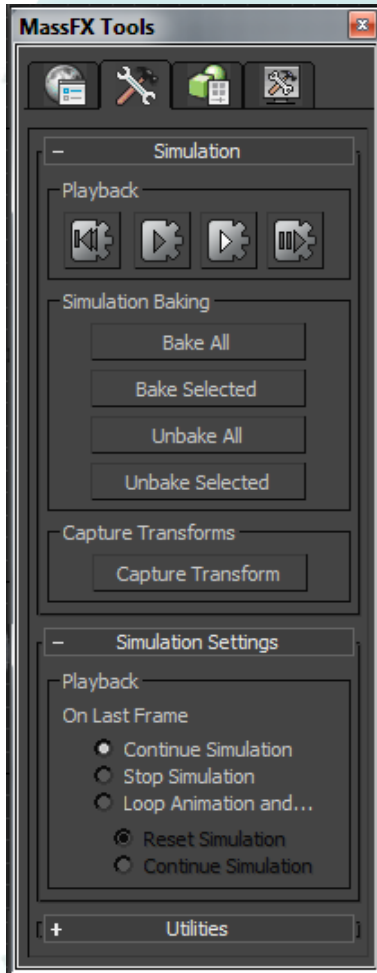 MassFX Tools
Simulation
Playback
Simulation Baking
Bake All
Bake Selected
Unbake All
Unbake Selected
Capture Transforms
Capture Transform
Simulation Settings
Playback
On Last Frame
Continue Simulation
Stop Simulation
Loop Animation and...
Reset Simulation
Continue Simulation
Utilities